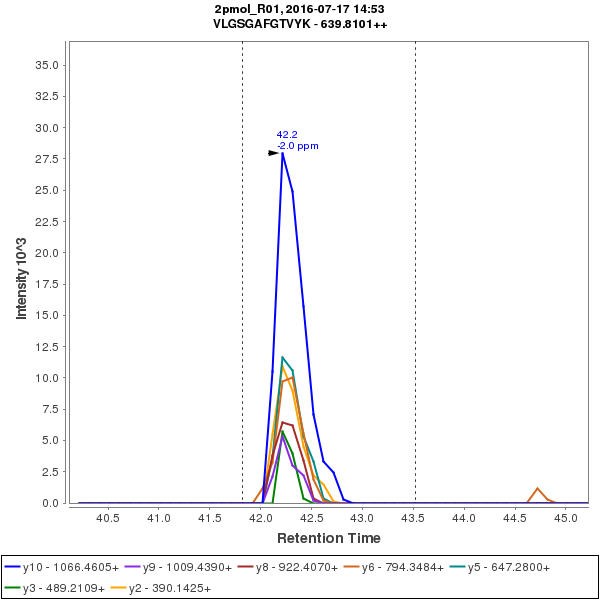 2pmol_R01, 2016-07-17 14:53
VLGSGAFGTVYK - 639.8101++
42.2
-2.0 ppm
Intensity 10^3
35.0
32.5
30.0
27.5
25.0
22.5
20.0
17.5
15.0
12.5
10.0
7.5
5.0
2.5
0.0
40.5 41.0 41.5 42.0 42.5 43.0 43.5 44.0 44.5 45.0
Retention Time
y10 - 1066.4605+ y9 - 1009.4390+ y8 - 922.4070+ y6 - 794.3484+ y5 - 647.2800+
y3 - 489.2109+ y2 - 390.1425+